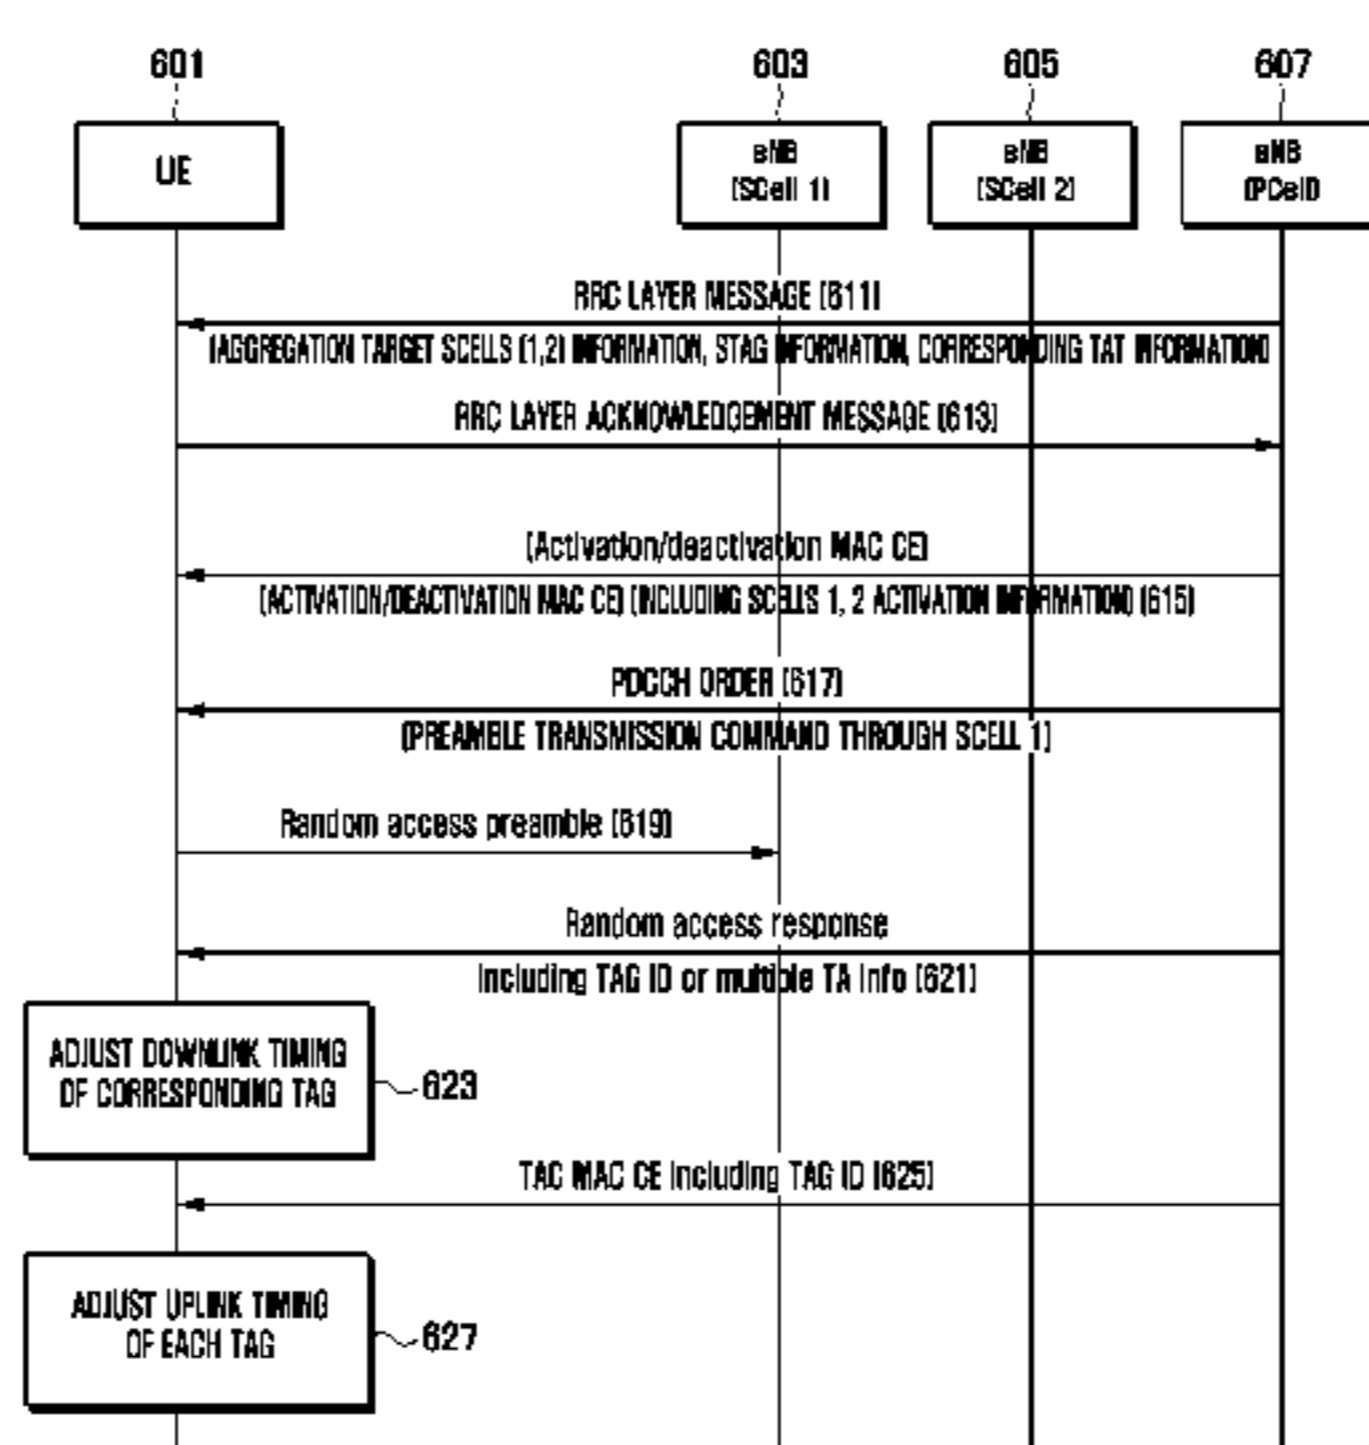 601
603
605
607
UE
eNB
(SCell 1)
eNB
(SCell 2)
eNB
(PCell)
RRC LAYER MESSAGE (611)
(AGGREGATION TARGET SCELLS (1,2) INFORMATION, STAG INFORMATION, CORRESPONDING TAT INFORMATION)
RRC LAYER ACKNOWLEDGEMENT MESSAGE (613)
(Activation/deactivation MAC CE)
(ACTIVATION/DEACTIVATION MAC CE) (INCLUDING SCELLS 1, 2 ACTIVATION INFORMATION) (615)
PDCCH ORDER (617)
(PREAMBLE TRANSMISSION COMMAND THROUGH SCELL 1)
Random access preamble (619)
Random access response
including TAG ID or multiple TA info (621)
ADJUST DOWNLINK TIMING
OF CORRESPONDING TAG
623
TAC MAC CE including TAG ID (625)
ADJUST UPLINK TIMING
OF EACH TAG
627